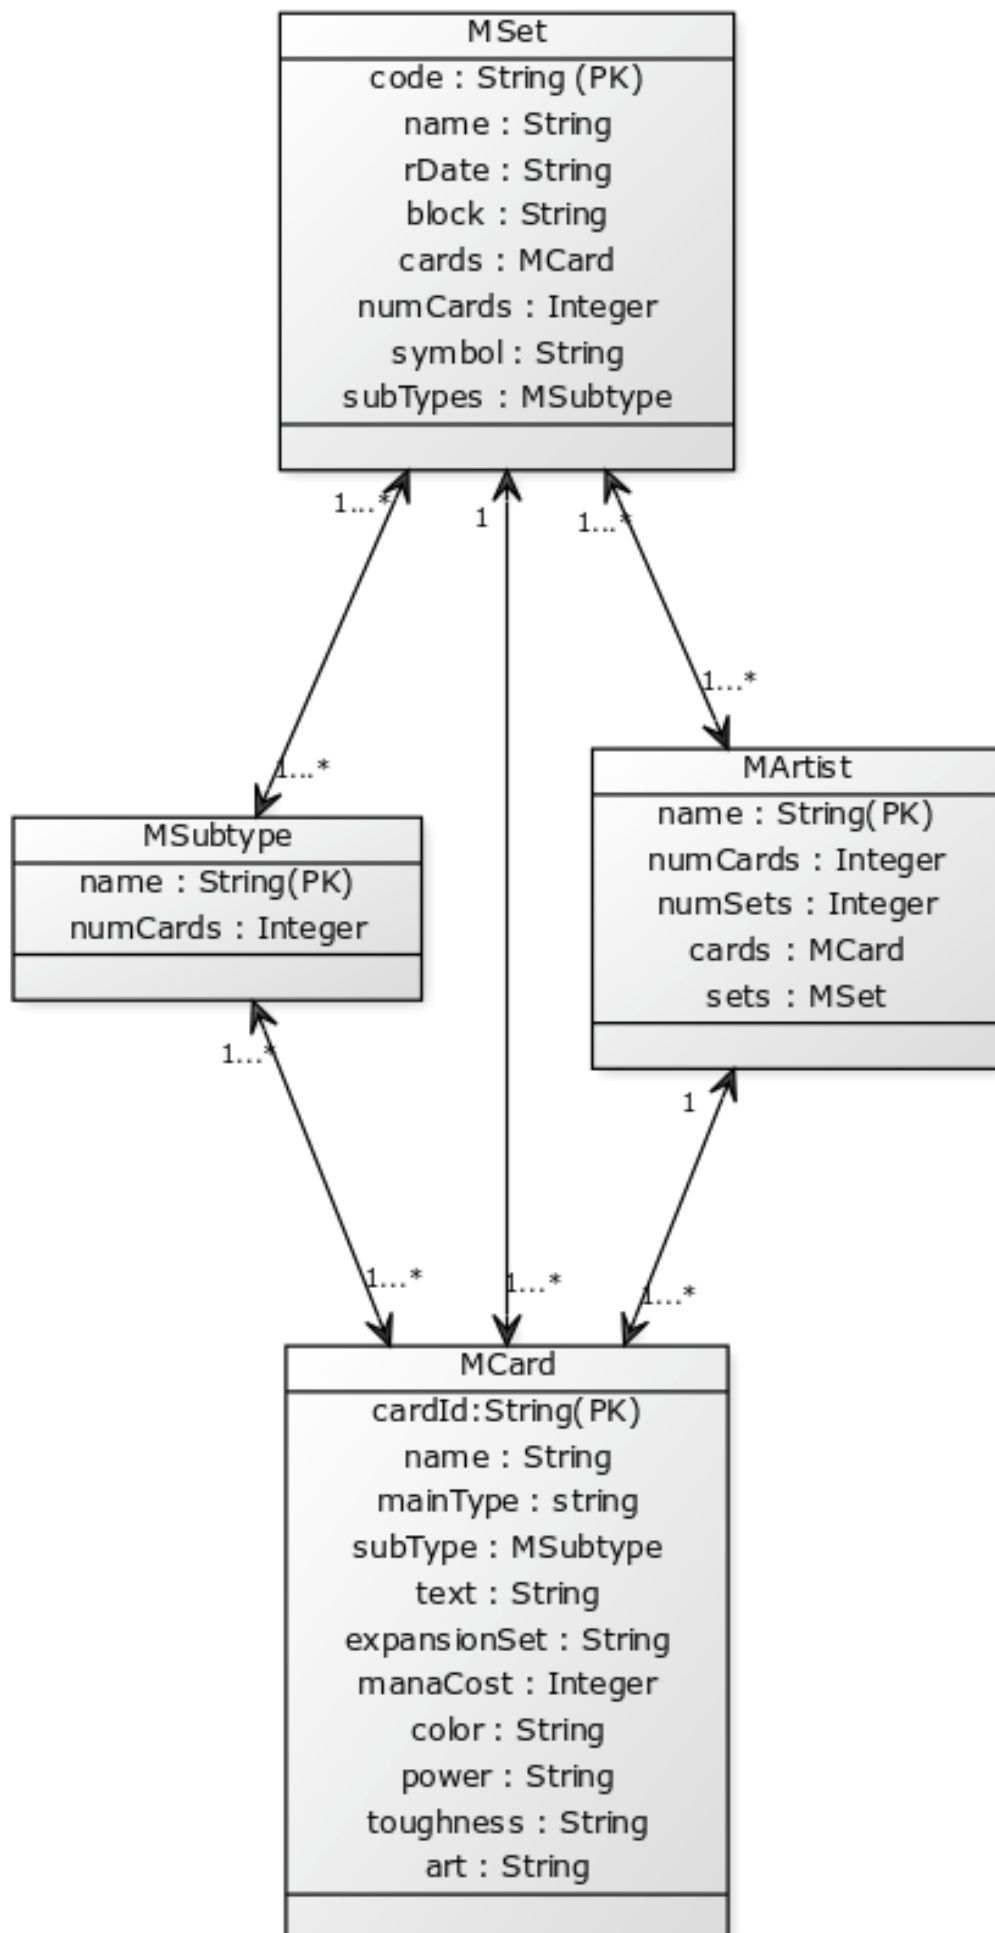 MSet
code : String (PK)
name : String
rDate : String
block : String
cards : MCard
numCards : Integer
symbol : String
subTypes : MSubtype
1...*
1
1...*
1...*
1...*
MArtist
name : String(PK)
numCards : Integer
numSets : Integer
cards : MCard
sets : MSet
MSubtype
name : String(PK)
numCards : Integer
1...*
1
1...*
1...*
1...*
MCard
cardId:String(PK)
name : String
mainType : string
subType : MSubtype
text : String
expansionSet : String
manaCost : Integer
color : String
power : String
toughness : String
art : String